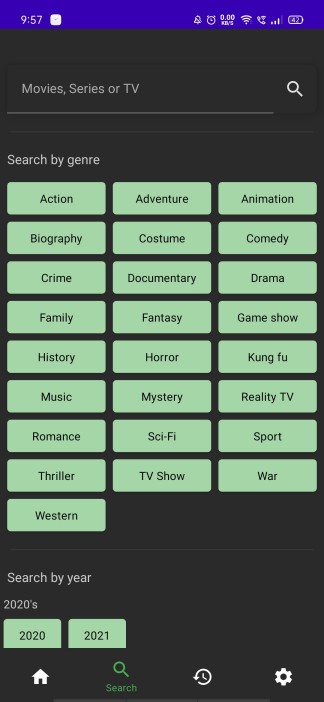 9:57
0.00
KB/S
82
Movies, Series or TV
Search by genre
Action Adventure Animation
Biography Costume Comedy
Crime Documentary Drama
Family Fantasy Game show
History Horror Kung fu
Music Mystery Reality TV
Romance Sci-Fi Sport
Thriller TV Show War
Western
Search by year
2020's
2020 2021
Search